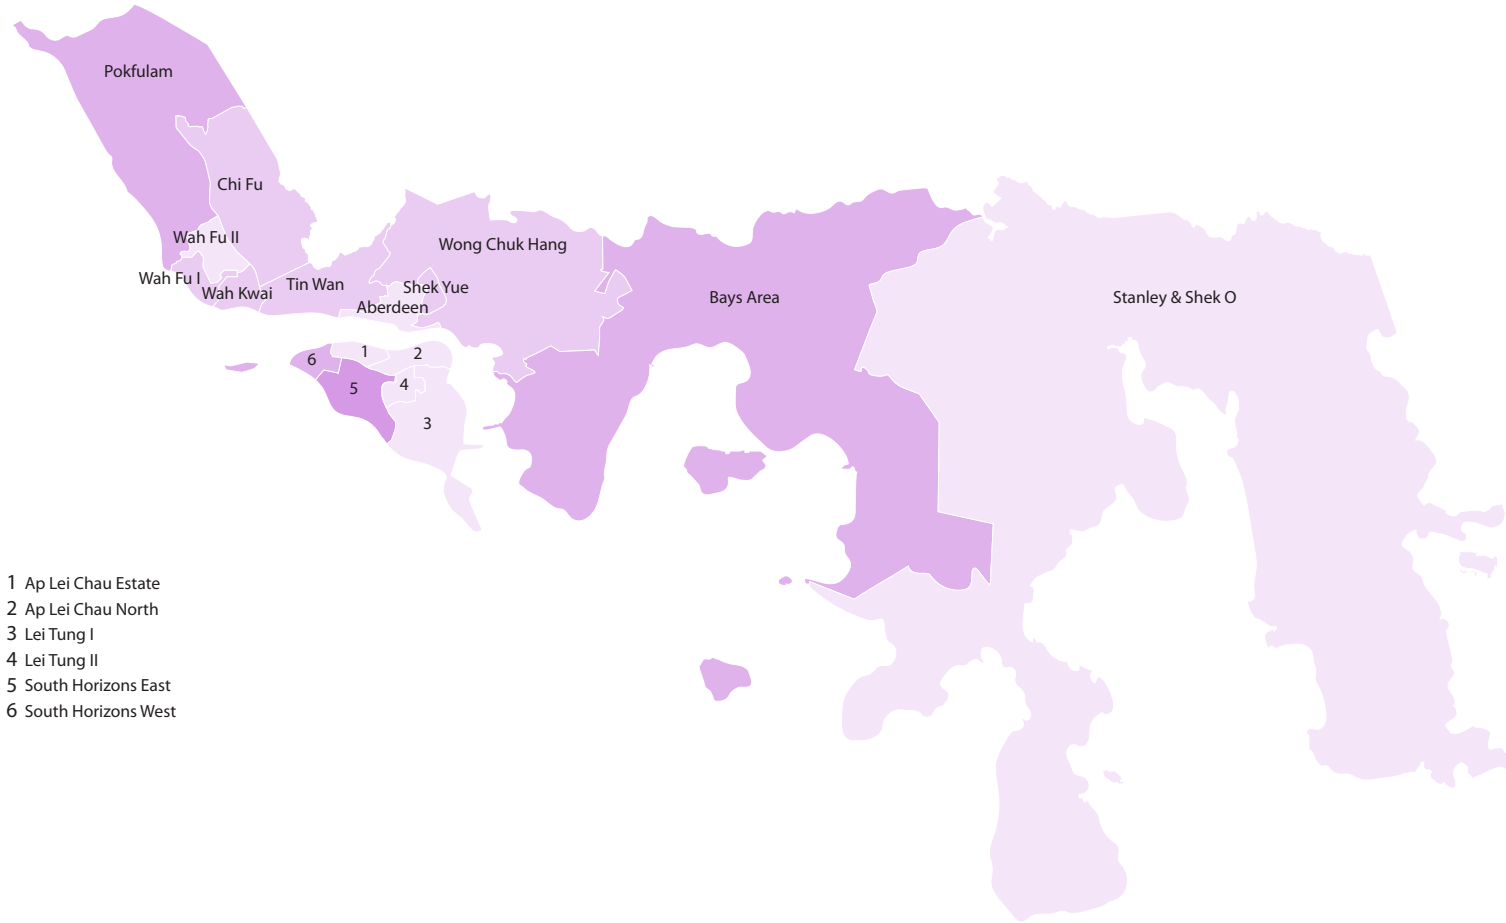 Pokfulam
Chi Fu
Wah Fu II
Wong Chuk Hang
Wah Fu I
Tin Wan
Shek Yue
Wah Kwai
Aberdeen
Bays Area
Stanley & Shek O
1
2
6
5
4
3
1 Ap Lei Chau Estate
2 Ap Lei Chau North
3 Lei Tung I
4 Lei Tung II
5 South Horizons East
6 South Horizons West